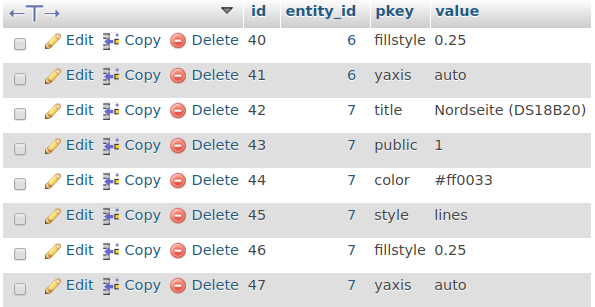 id entity_id pkey value
Edit Copy Delete 40 6 fillstyle 0.25
Edit Copy Delete 41 6 yaxis auto
Edit Copy Delete 42 7 title Nordseite (DS18B20)
Edit Copy Delete 43 7 public 1
Edit Copy Delete 44 7 color #ff0033
Edit Copy Delete 45 7 style lines
Edit Copy Delete 46 7 fillstyle 0.25
Edit Copy Delete 47 7 yaxis auto